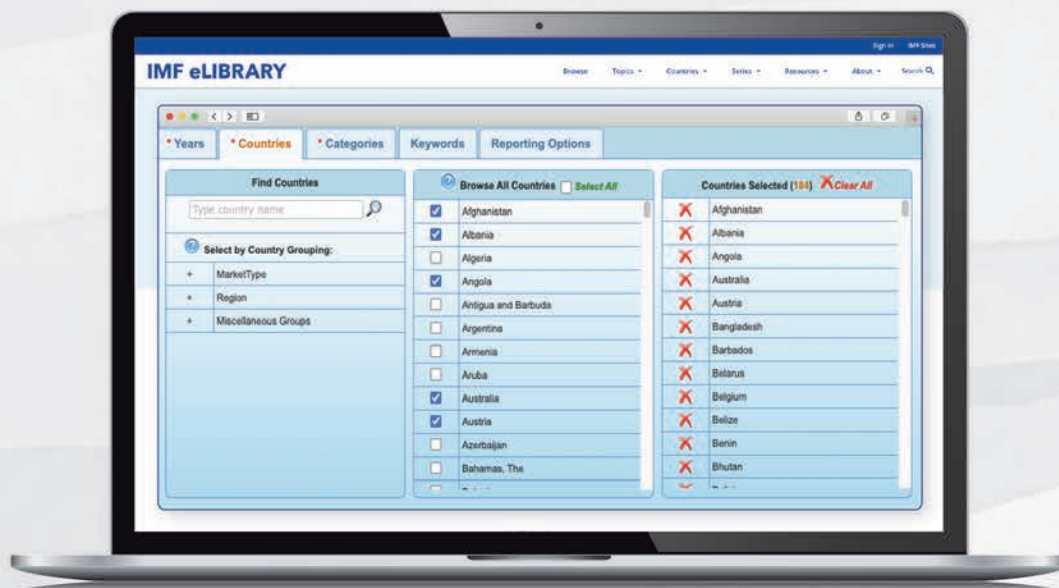 Sign in IMF Sites
IMF eLIBRARY
Browse Topics Countries Series Resources About Search
* Years * Countries * Categories Keywords Reporting Options
Find Countries
Type country name
Select by Country Grouping:
+ MarketType
+ Region
+ Miscellaneous Groups
Browse All Countries Select All
Afghanistan
Albania
Algeria
Angola
Antigua and Barbuda
Argentina
Armenia
Aruba
Australia
Austria
Azerbaijan
Bahamas, The
Countries Selected (184) Clear All
Afghanistan
Albania
Angola
Australia
Austria
Bangladesh
Barbados
Belarus
Belgium
Belize
Benin
Bhutan